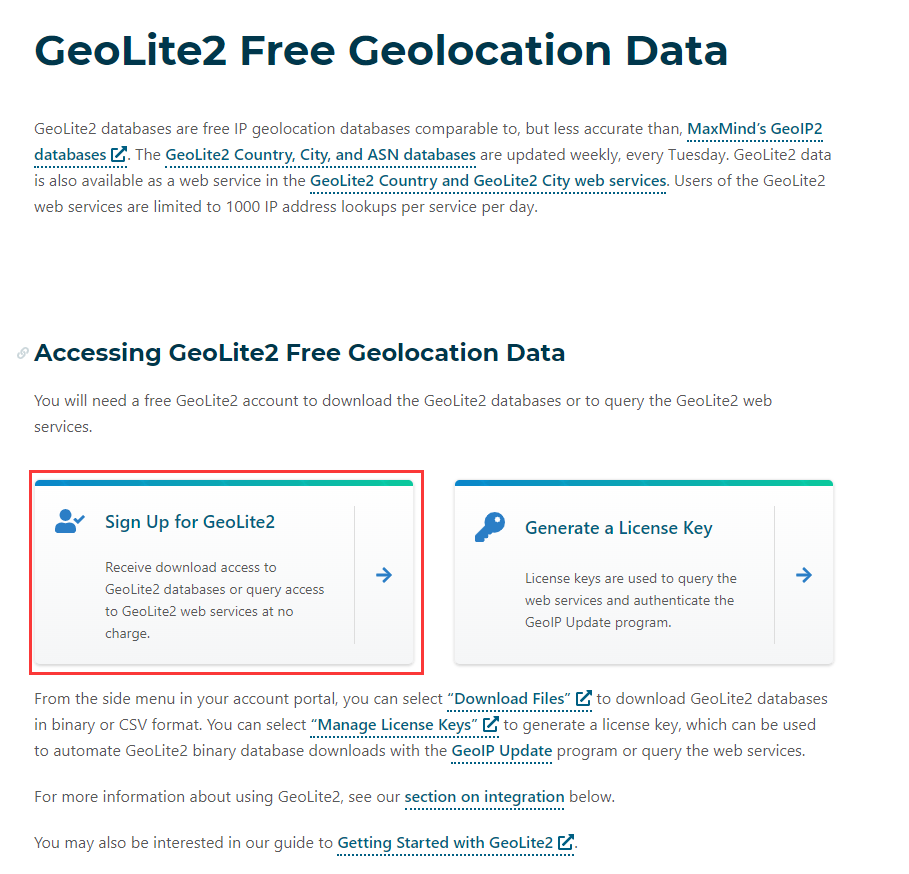 GeoLite2 Free Geolocation Data
GeoLite2 databases are free IP geolocation databases comparable to, but less accurate than, MaxMind’s GeoIP2
databases. The GeoLite2 Country, City, and ASN databases are updated weekly, every Tuesday. GeoLite2 data
is also available as a web service in the GeoLite2 Country and GeoLite2 City web services. Users of the GeoLite2
web services are limited to 1000 IP address lookups per service per day.
Accessing GeoLite2 Free Geolocation Data
You will need a free GeoLite2 account to download the GeoLite2 databases or to query the GeoLite2 web
services.
Sign Up for GeoLite2
Receive download access to
GeoLite2 databases or query access
to GeoLite2 web services at no
charge.
Generate a License Key
License keys are used to query the
web services and authenticate the
GeoIP Update program.
From the side menu in your account portal, you can select “Download Files” to download GeoLite2 databases
in binary or CSV format. You can select “Manage License Keys” to generate a license key, which can be used
to automate GeoLite2 binary database downloads with the GeoIP Update program or query the web services.
For more information about using GeoLite2, see our section on integration below.
You may also be interested in our guide to Getting Started with GeoLite2.